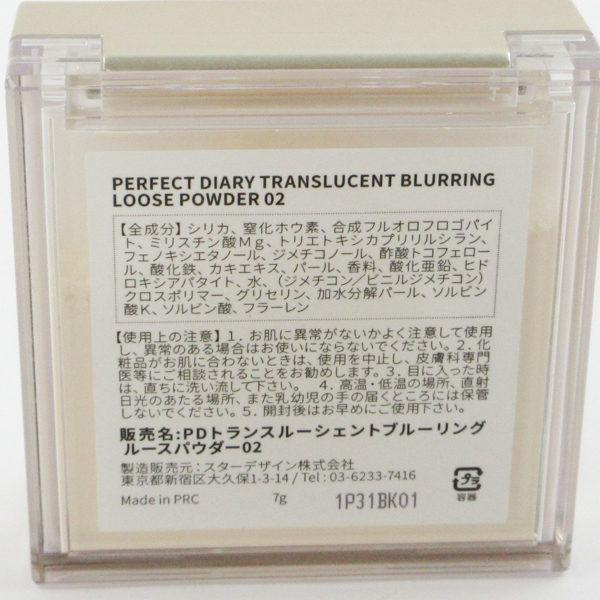 PERFECT DIARY TRANSLUCENT BLURRING
LOOSE POWDER 02
【全成分】シリカ、窒化ホウ素、合成フルオロフロゴパイ
ト、ミリスチン酸Mg、トリエトキシカプリリルシラン、
フェノキシエタノール、ジメチコノール、酢酸トコフェロー
ル、酸化鉄、カキエキス、パール、香料、酸化亜鉛、ヒド
ロキシアパタイト、水、(ジメチコン/ビニルジメチコン)
クロスポリマー、グリセリン、加水分解パール、ソルビン
酸K、ソルビン酸、フラーレン
【使用上の注意】1. お肌に異常がないかよく注意して使用
し、異常のある場合はお使いにならないでください。2. 化
粧品がお肌に合わないときは、使用を中止し、皮膚科専門
医等にご相談されることをお勧めします。3. 目に入った時
は、直ちに洗い流して下さい。 4. 高温・低温の場所、直射
日光のあたる場所、また乳幼児の手の届くところには保管
しないでください。5. 開封後はお早めにご使用下さい。
販売名:PDトランスルーシェントブルーリング
ルースパウダー02
製造販売元:スターデザイン株式会社
東京都新宿区大久保1-3-14 / Tel : 03-6233-7416
Made in PRC 7g 1P31BK01
プラ
容器